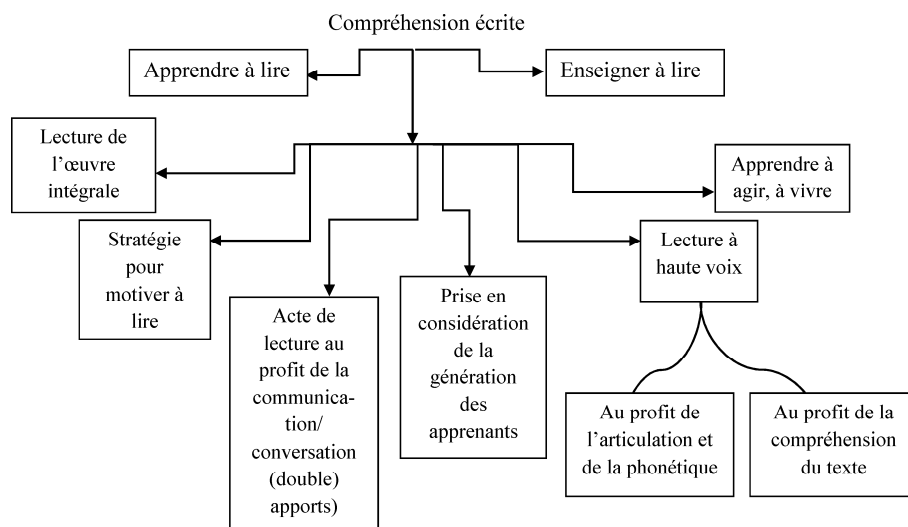 Compréhension écrite
Apprendre à lire
Enseigner à lire
Lecture de
l’œuvre
intégrale
Apprendre à
agir, à vivre
Stratégie
pour
motiver à
lire
Lecture à
haute voix
Acte de
lecture au
profit de la
communica-
tion/
conversation
(double)
apports)
Prise en
considération
de la
génération
des
apprenants
Au profit de
l’articulation et
de la phonétique
Au profit de la
compréhension
du texte